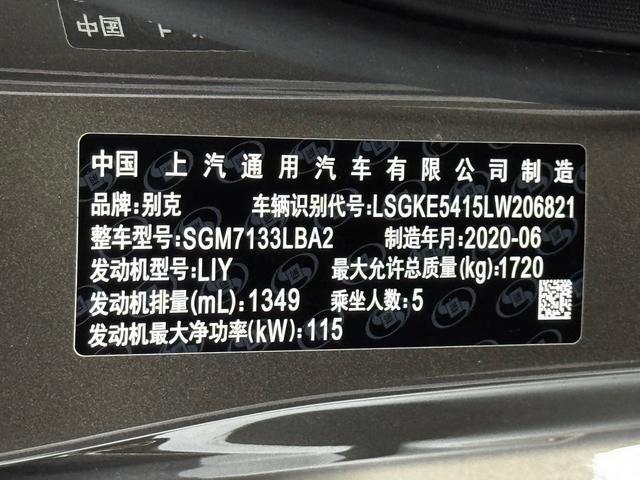 中国
中国 上汽通用汽车有限公司制造
品牌:别克 车辆识别代号:LSGKE5415LW206821
整车型号:SGM7133LBA2 制造年月:2020-06
发动机型号:LIY 最大允许总质量(kg):1720
发动机排量(mL):1349 乘坐人数:5
发动机最大净功率(kW):115